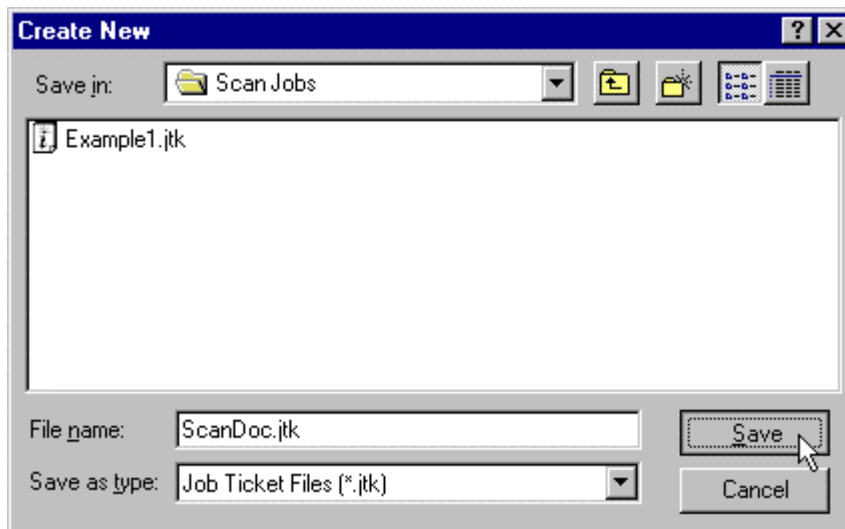 Create New
Save in: Scan Jobs
Example1.jtk
File name: ScanDoc.jtk
Save
Save as type: Job Ticket Files (*.jtk)
Cancel